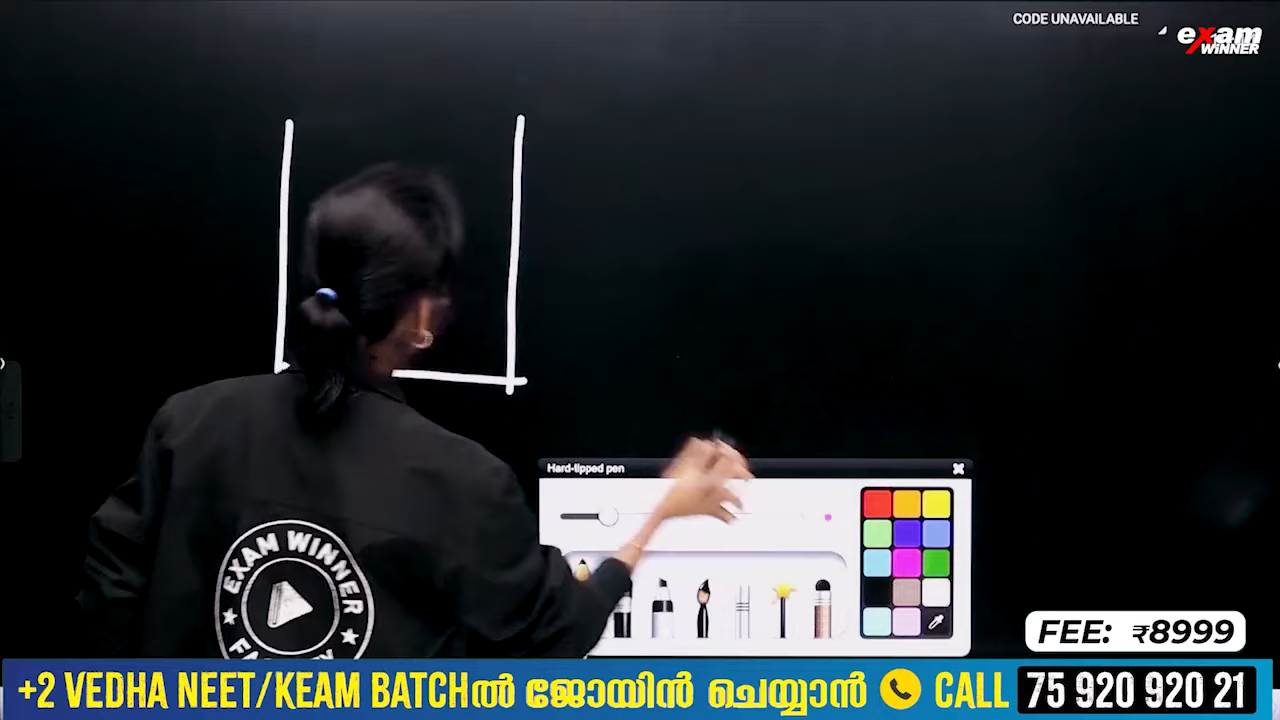 CODE UNAVAILABLE
exam
WiNNER
Hard-tipped pen
EXAM WINNER
FEE: ₹8999
+2 VEDHA NEET/KEAM BATCHൽ ജോയിൻ ചെയ്യാൻ CALL 75 920 920 21